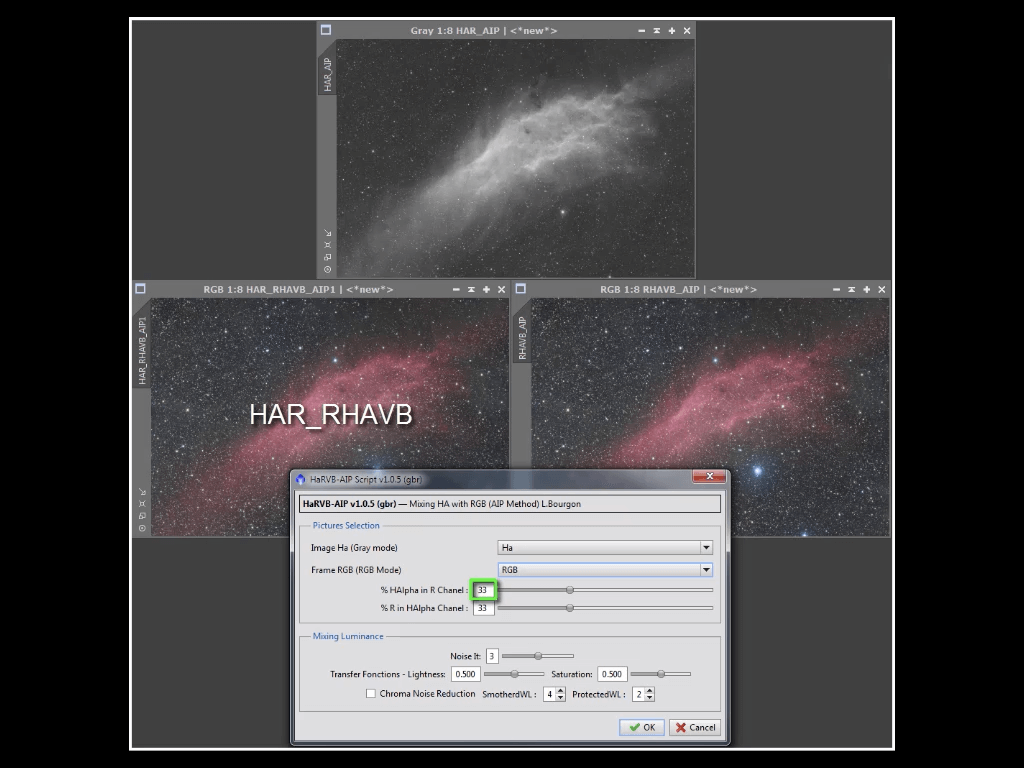 Gray 1:8 HAR_AIP | <*new*>
HAR_AIP
RGB 1:8 HAR_RHAVB_AIP1 | <*new*>
HAR_RHAVB_AIP1
HAR_RHAVB
RGB 1:8 RHAVB_AIP | <*new*>
RHAVB_AIP
HaRVB-AIP Script v1.0.5 (gbr)
HaRVB-AIP v1.0.5 (gbr) — Mixing HA with RGB (AIP Method) L.Bourgon
Pictures Selection
Image Ha (Gray mode) Ha
Frame RGB (RGB Mode) RGB
% HAlpha in R Chanel : 33
% R in HAlpha Chanel : 33
Mixing Luminance
Noise It: 3
Transfer Fonctions - Lightness: 0.500 Saturation: 0.500
Chroma Noise Reduction SmotherdWL : 4 ProtectedWL : 2
OK Cancel